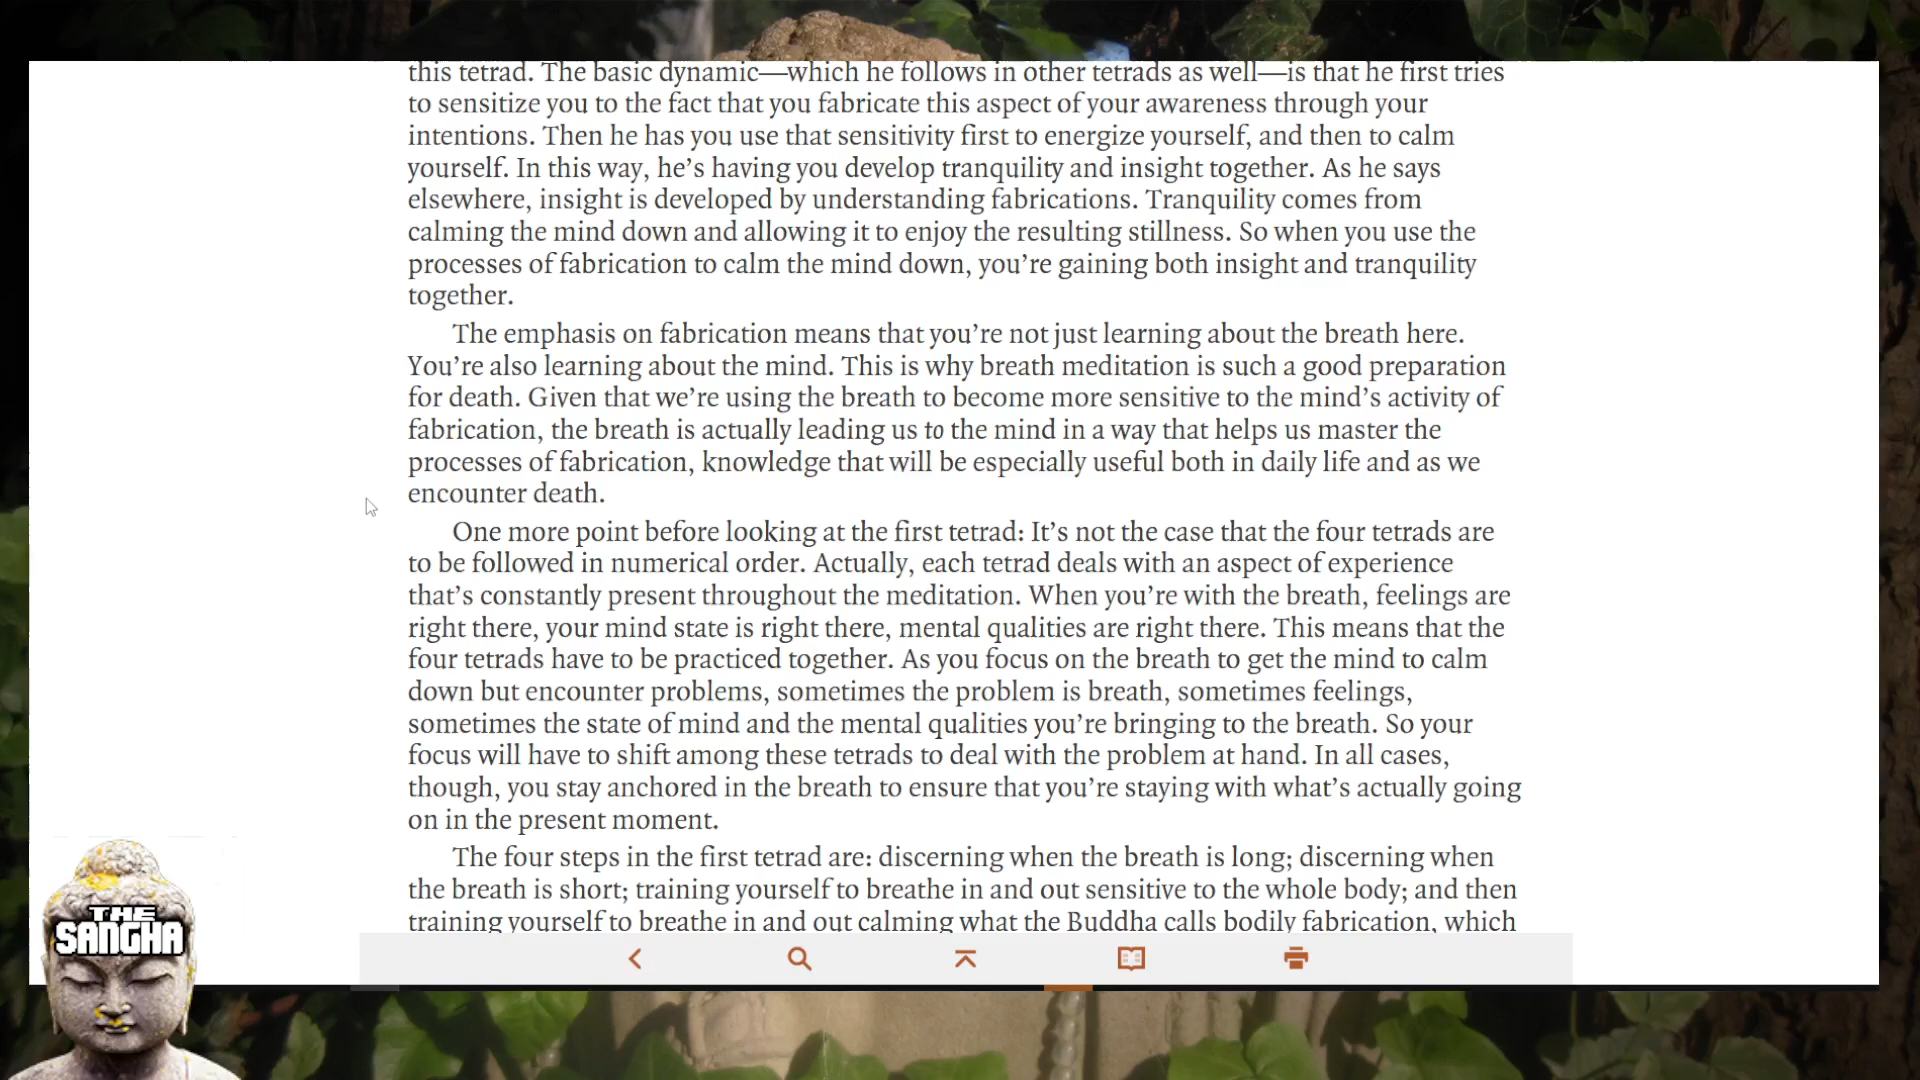 this tetrad. The basic dynamic—which he follows in other tetrads as well—is that he first tries
to sensitize you to the fact that you fabricate this aspect of your awareness through your
intentions. Then he has you use that sensitivity first to energize yourself, and then to calm
yourself. In this way, he’s having you develop tranquility and insight together. As he says
elsewhere, insight is developed by understanding fabrications. Tranquility comes from
calming the mind down and allowing it to enjoy the resulting stillness. So when you use the
processes of fabrication to calm the mind down, you’re gaining both insight and tranquility
together.
The emphasis on fabrication means that you’re not just learning about the breath here.
You’re also learning about the mind. This is why breath meditation is such a good preparation
for death. Given that we’re using the breath to become more sensitive to the mind’s activity of
fabrication, the breath is actually leading us to the mind in a way that helps us master the
processes of fabrication, knowledge that will be especially useful both in daily life and as we
encounter death.
One more point before looking at the first tetrad: It’s not the case that the four tetrads are
to be followed in numerical order. Actually, each tetrad deals with an aspect of experience
that’s constantly present throughout the meditation. When you’re with the breath, feelings are
right there, your mind state is right there, mental qualities are right there. This means that the
four tetrads have to be practiced together. As you focus on the breath to get the mind to calm
down but encounter problems, sometimes the problem is breath, sometimes feelings,
sometimes the state of mind and the mental qualities you’re bringing to the breath. So your
focus will have to shift among these tetrads to deal with the problem at hand. In all cases,
though, you stay anchored in the breath to ensure that you’re staying with what’s actually going
on in the present moment.
The four steps in the first tetrad are: discerning when the breath is long; discerning when
the breath is short; training yourself to breathe in and out sensitive to the whole body; and then
training yourself to breathe in and out calming what the Buddha calls bodily fabrication, which
THE
SANGHA